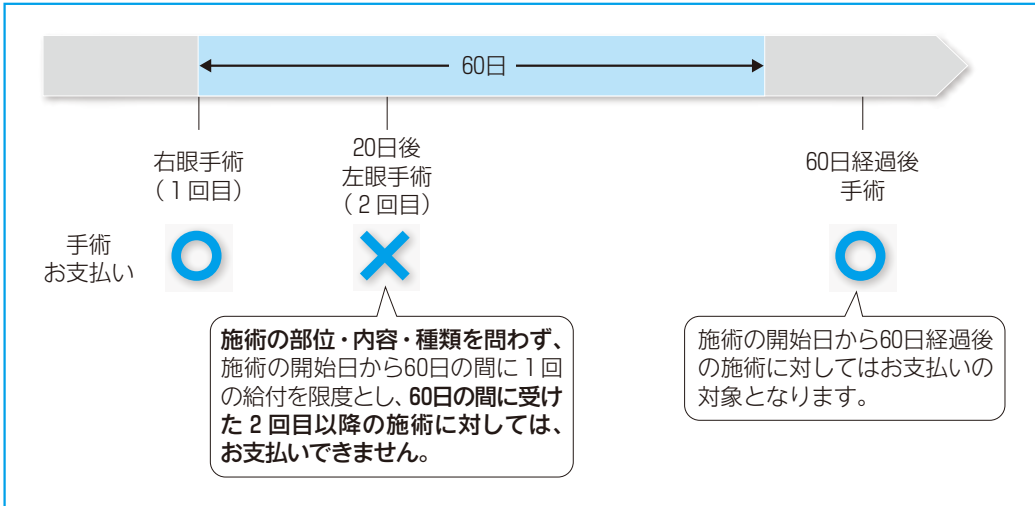 60日
右眼手術
（１回目）
20日後
左眼手術
（２回目）
60日経過後
手術
手術
お支払い
施術の部位・内容・種類を問わず、
施術の開始日から60日の間に１回
の給付を限度とし、60日の間に受け
た２回目以降の施術に対しては、
お支払いできません。
施術の開始日から60日経過後
の施術に対してはお支払いの
対象となります。